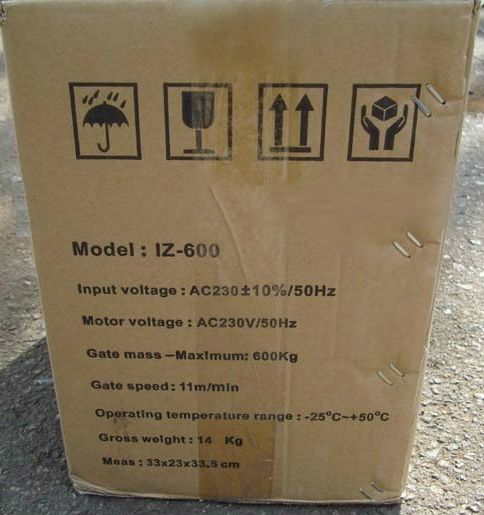 Model : IZ-600
Input voltage : AC230±10%/50Hz
Motor voltage : AC230V/50Hz
Gate mass –MaxImum: 600Kg
Gate speed: 11m/min
Operating temperature range : -25°C~+50°C
Gross weight : 14 Kg
Meas : 33x23x33.5 cm